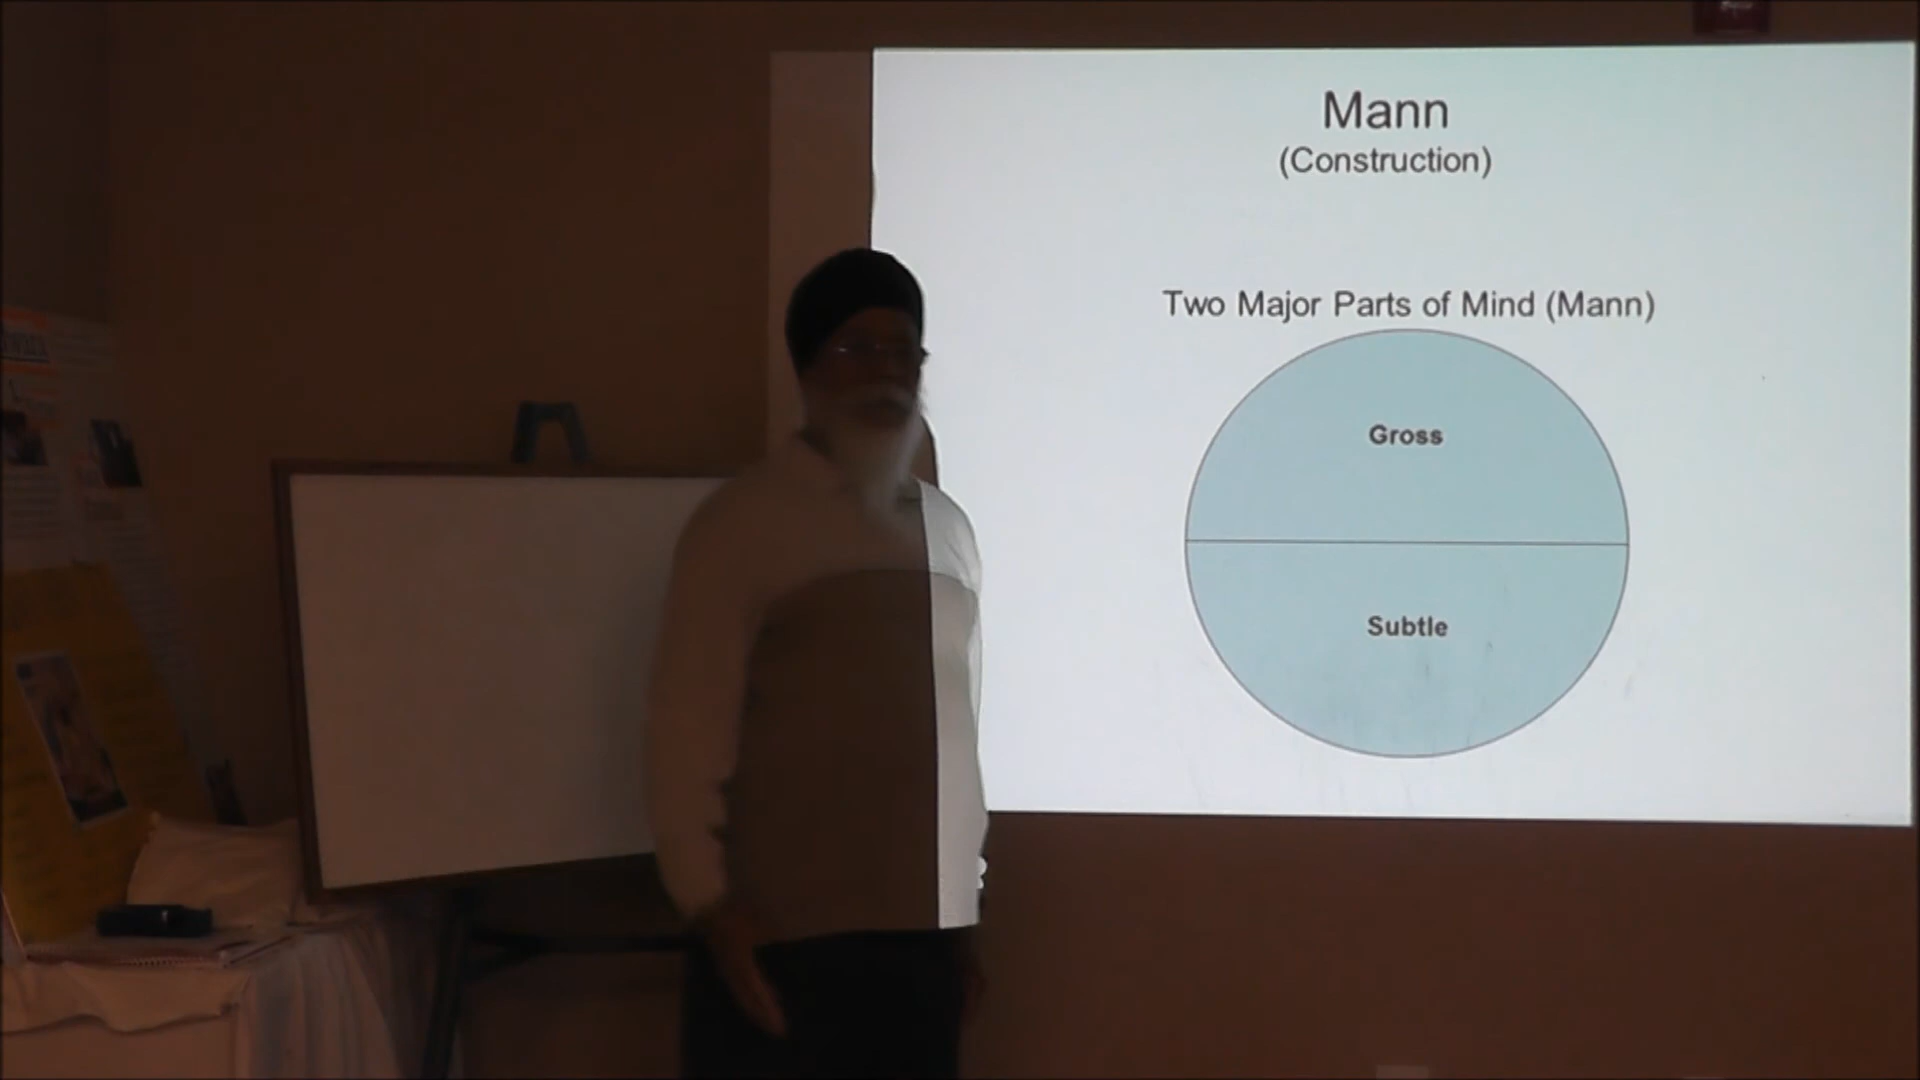 Mann
(Construction)
Two Major Parts of Mind (Mann)
Gross
Subtle